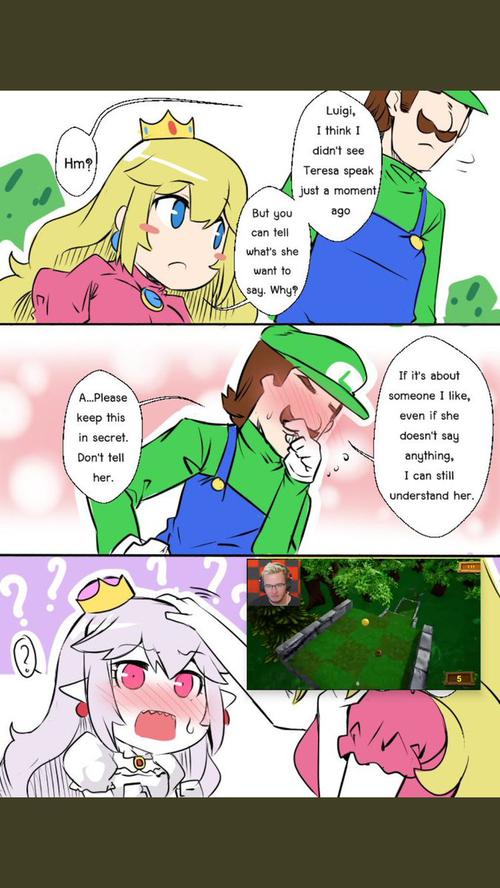 Luigi,
I think I
didn't see
Teresa speak
just a moment
ago
Hm?
But you
can tell
what's she
want to
say. Why?
If it's about
someone I like,
even if she
doesn't say
anything,
I can still
understand her.
A...Please
keep this
in secret.
Don't tell
her.
L
? ? ? ? ?
?
5